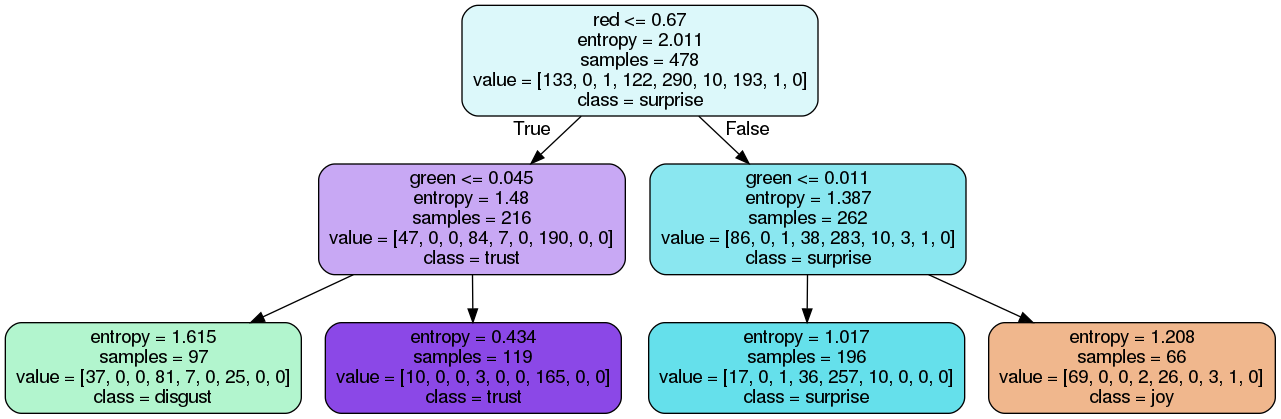 red <= 0.67
entropy = 2.011
samples = 478
value = [133, 0, 1, 122, 290, 10, 193, 1, 0]
class = surprise
True
False
green <= 0.045
entropy = 1.48
samples = 216
value = [47, 0, 0, 84, 7, 0, 190, 0, 0]
class = trust
green <= 0.011
entropy = 1.387
samples = 262
value = [86, 0, 1, 38, 283, 10, 3, 1, 0]
class = surprise
entropy = 1.615
samples = 97
value = [37, 0, 0, 81, 7, 0, 25, 0, 0]
class = disgust
entropy = 0.434
samples = 119
value = [10, 0, 0, 3, 0, 0, 165, 0, 0]
class = trust
entropy = 1.017
samples = 196
value = [17, 0, 1, 36, 257, 10, 0, 0, 0]
class = surprise
entropy = 1.208
samples = 66
value = [69, 0, 0, 2, 26, 0, 3, 1, 0]
class = joy